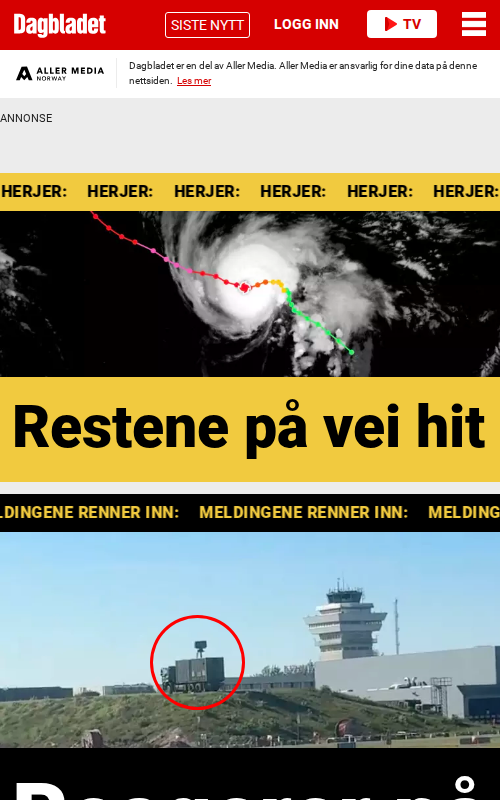 Dagbladet
SISTE NYTT
LOGG INN
TV
ALLER MEDIA
NORWAY
Dagbladet er en del av Aller Media. Aller Media er ansvarlig for dine data på denne
nettsiden. Les mer
ANNONSE
HERJER: HERJER: HERJER: HERJER: HERJER: HERJER:
Restene på vei hit
LDINGENE RENNER INN: MELDINGENE RENNER INN: MELDING